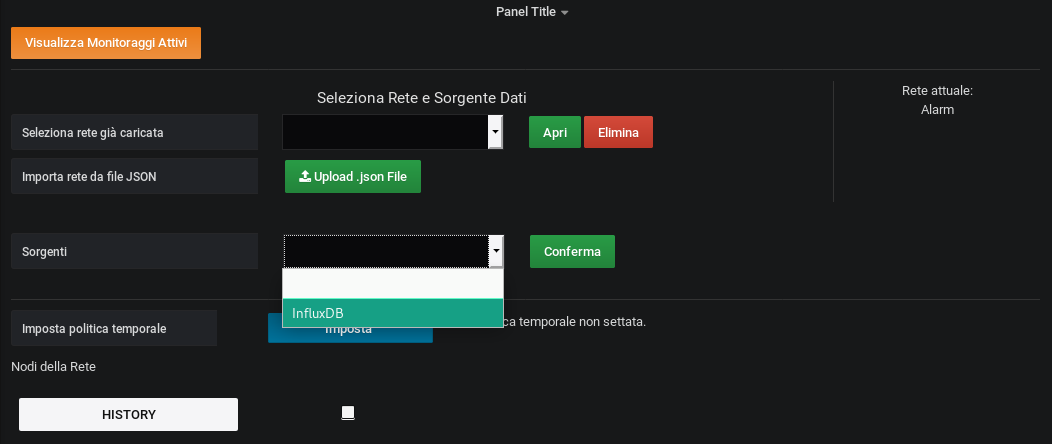 Panel Title
Visualizza Monitoraggi Attivi
Seleziona Rete e Sorgente Dati
Rete attuale:
Alarm
Seleziona rete già caricata
Apri
Elimina
Importa rete da file JSON
Upload .json File
Sorgenti
Conferma
InfluxDB
Imposta politica temporale
Imposta
ca temporale non settata.
Nodi della Rete
HISTORY